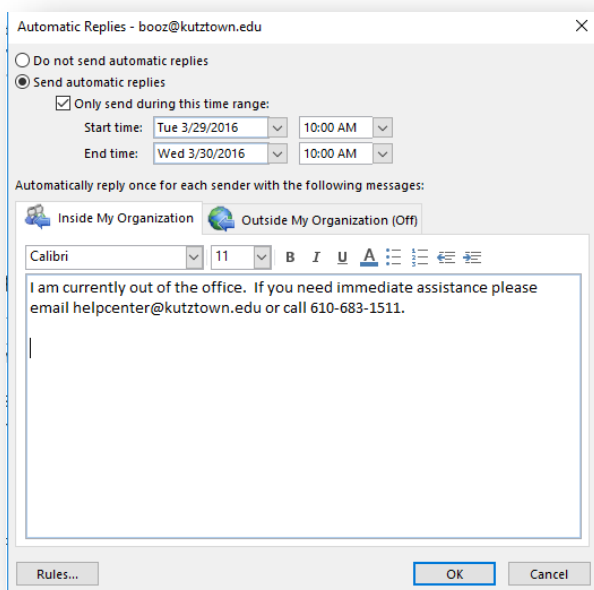 Automatic Replies - booz@kutztown.edu
Do not send automatic replies
Send automatic replies
Only send during this time range:
Start time: Tue 3/29/2016 10:00 AM
End time: Wed 3/30/2016 10:00 AM
Automatically reply once for each sender with the following messages:
Inside My Organization Outside My Organization (Off)
Calibri 11 B I U A
I am currently out of the office.  If you need immediate assistance please
email helpcenter@kutztown.edu or call 610-683-1511.
Rules... OK Cancel